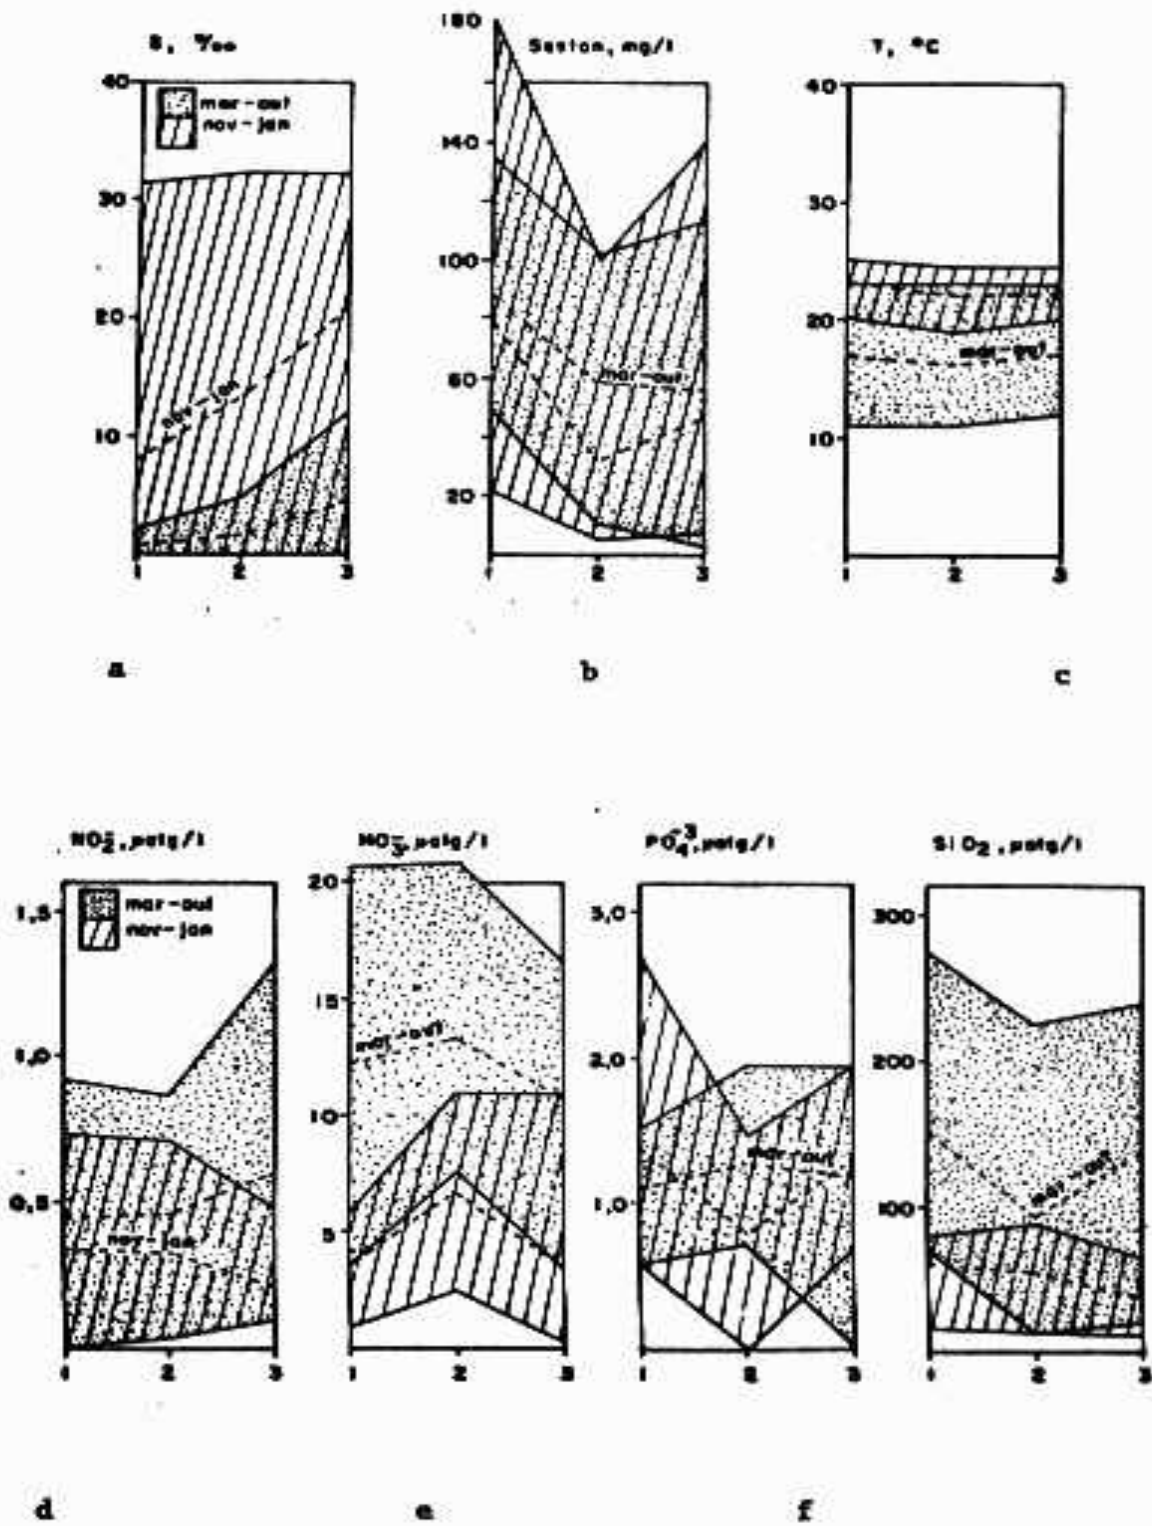 S, ‰
40
30
20
10
mar-out
nov-jan
nov-jan
1 2 3
a
Seston, mg/l
180
140
100
60
20
mar-out
1 2 3
b
T, °C
40
30
20
10
mar-out
1 2 3
c
NO₂⁻, µatg/l
1,5
1,0
0,5
mar-out
nov-jan
nov-jan
1 2 3
d
NO₃⁻, µatg/l
20
15
10
5
mar-out
1 2 3
e
PO₄⁻³, µatg/l
3,0
2,0
1,0
mar-out
1 2 3
f
SiO₂, µatg/l
300
200
100
mar-out
1 2 3